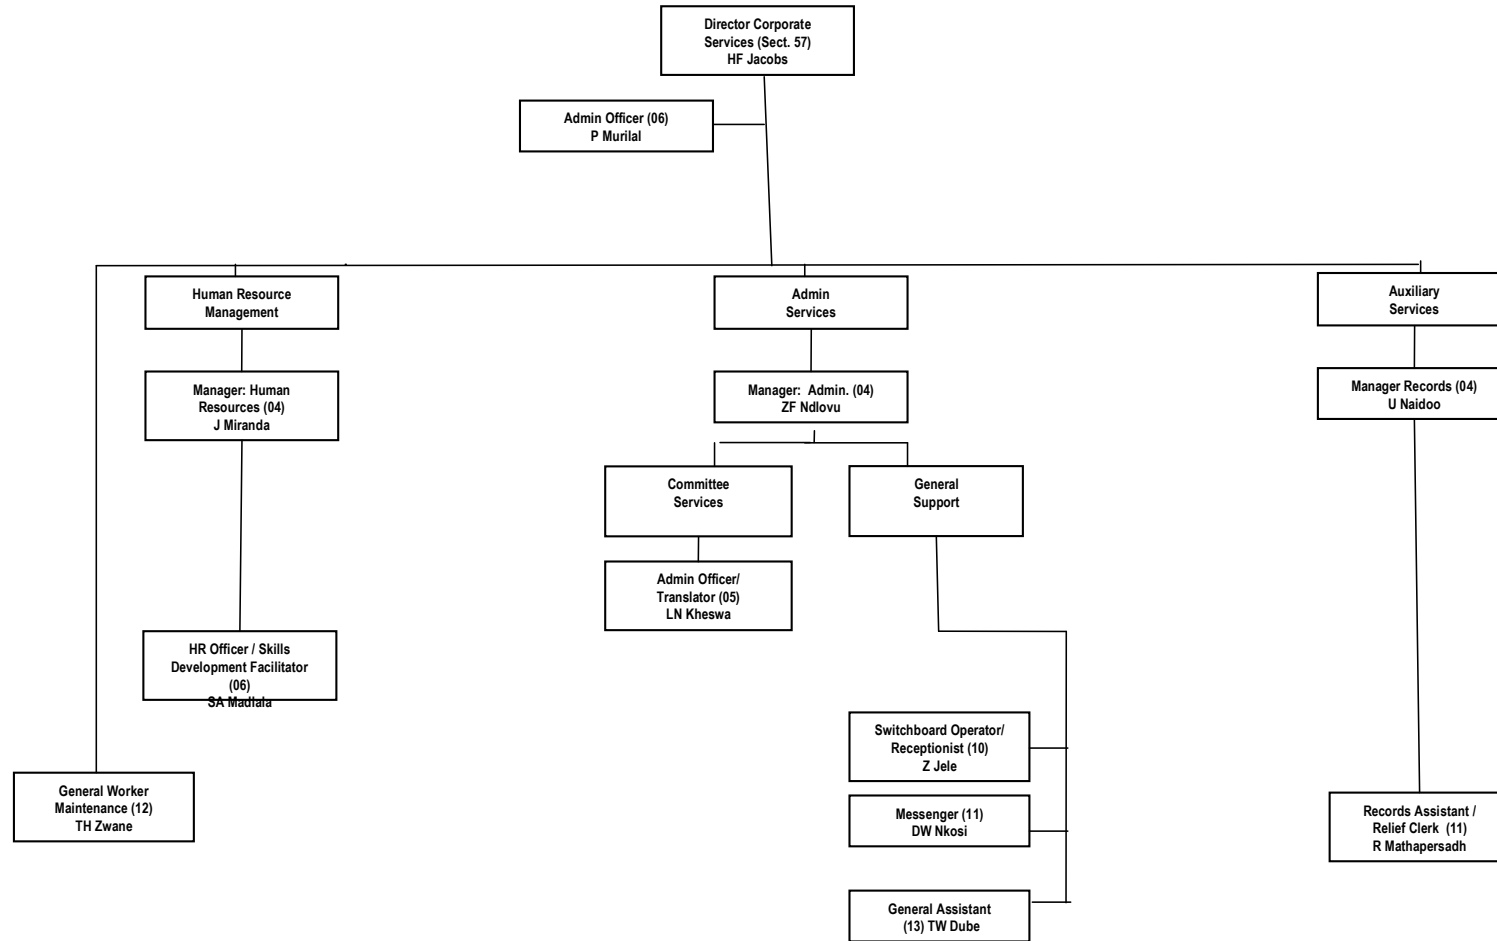 Director Corporate
Services (Sect. 57)
HF Jacobs
Admin Officer (06)
P Murilal
Human Resource
Management
Admin
Services
Auxiliary
Services
Manager: Human
Resources (04)
J Miranda
Manager: Admin. (04)
ZF Ndlovu
Manager Records (04)
U Naidoo
Committee
Services
General
Support
Admin Officer/
Translator (05)
LN Kheswa
HR Officer / Skills
Development Facilitator
(06)
SA Madlala
Switchboard Operator/
Receptionist (10)
Z Jele
General Worker
Maintenance (12)
TH Zwane
Messenger (11)
DW Nkosi
Records Assistant /
Relief Clerk (11)
R Mathapersadh
General Assistant
(13) TW Dube